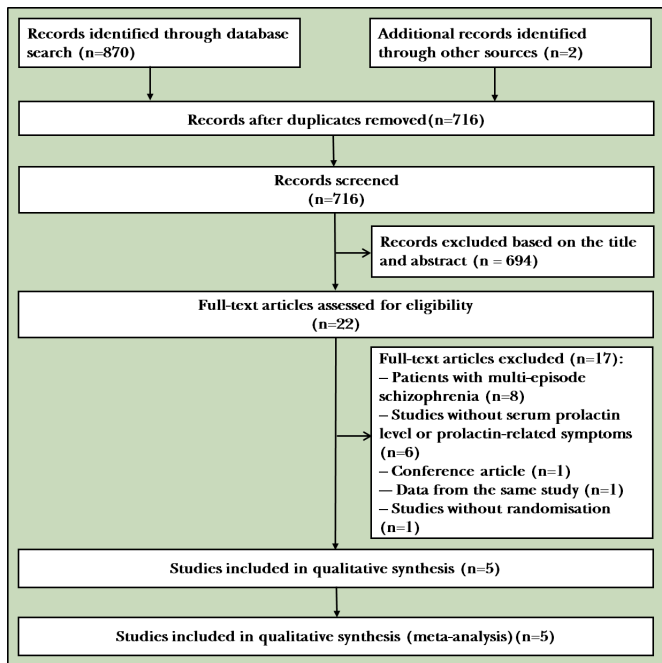 Records identified through database
search (n=870)
Additional records identified
through other sources (n=2)
Records after duplicates removed(n=716)
Records screened
(n=716)
Records excluded based on the title
and abstract (n = 694)
Full-text articles assessed for eligibility
(n=22)
Full-text articles excluded (n=17):
– Patients with multi-episode
schizophrenia (n=8)
– Studies without serum prolactin
level or prolactin-related symptoms
(n=6)
– Conference article (n=1)
— Data from the same study (n=1)
– Studies without randomisation
(n=1)
Studies included in qualitative synthesis (n=5)
Studies included in qualitative synthesis (meta-analysis)(n=5)